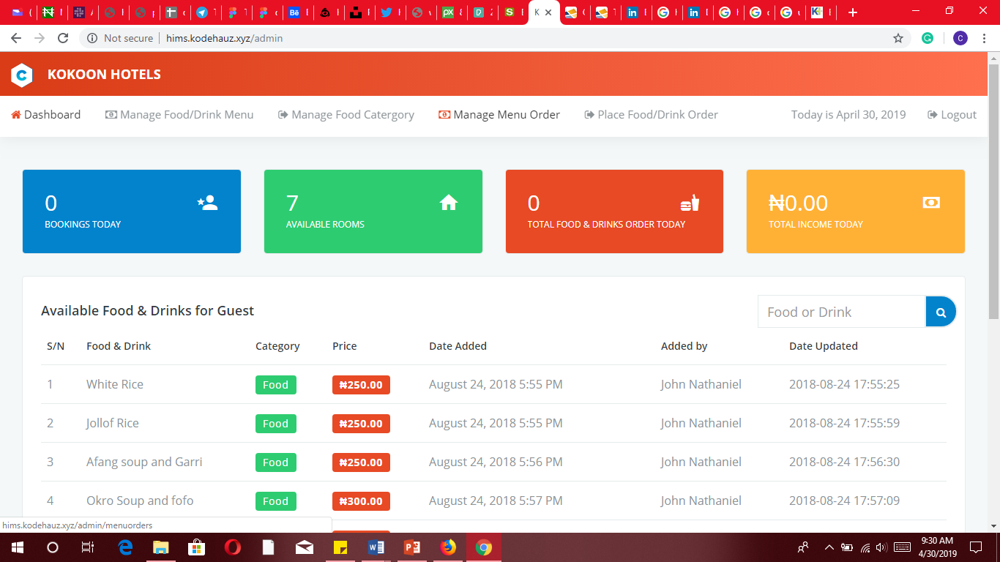 Not secure | hims.kodehauz.xyz/admin
C
C KOKOON HOTELS
Dashboard Manage Food/Drink Menu Manage Food Catergory Manage Menu Order Place Food/Drink Order Today is April 30, 2019 Logout
0 7 0 ₦0.00
BOOKINGS TODAY AVAILABLE ROOMS TOTAL FOOD & DRINKS ORDER TODAY TOTAL INCOME TODAY
Available Food & Drinks for Guest Food or Drink
S/N Food & Drink Category Price Date Added Added by Date Updated
1 White Rice Food ₦250.00 August 24, 2018 5:55 PM John Nathaniel 2018-08-24 17:55:25
2 Jollof Rice Food ₦250.00 August 24, 2018 5:55 PM John Nathaniel 2018-08-24 17:55:59
3 Afang soup and Garri Food ₦250.00 August 24, 2018 5:56 PM John Nathaniel 2018-08-24 17:56:30
4 Okro Soup and fofo Food ₦300.00 August 24, 2018 5:57 PM John Nathaniel 2018-08-24 17:57:09
hims.kodehauz.xyz/admin/menuorders
9:30 AM
4/30/2019